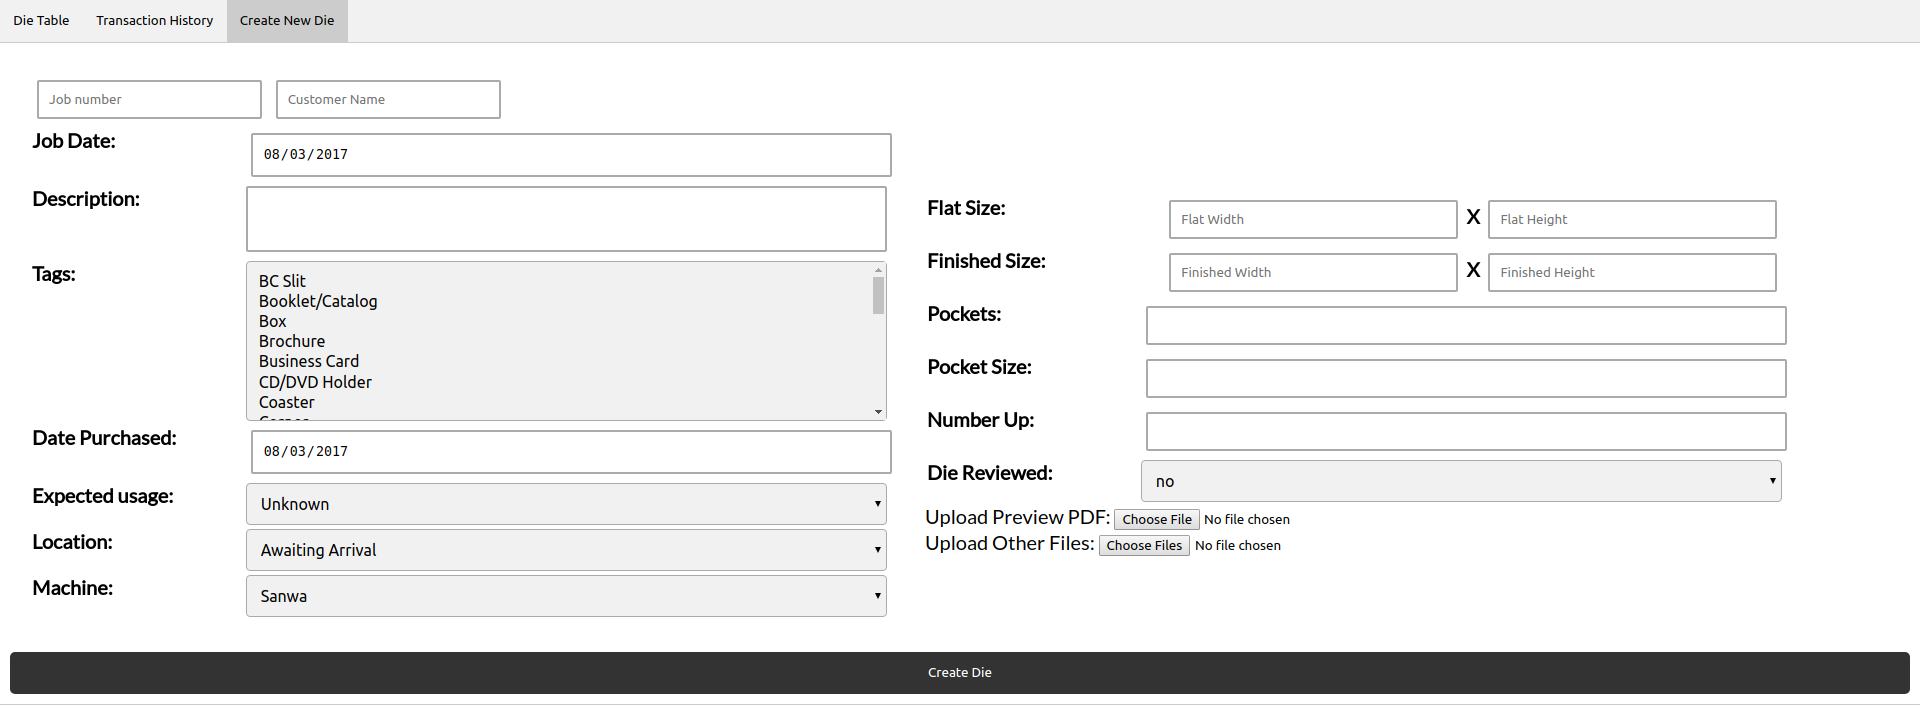 Die Table Transaction History Create New Die
Job number Customer Name
Job Date: 08/03/2017
Description:
Tags:
BC Slit
Booklet/Catalog
Box
Brochure
Business Card
CD/DVD Holder
Coaster
Date Purchased: 08/03/2017
Expected usage: Unknown
Location: Awaiting Arrival
Machine: Sanwa
Flat Size: Flat Width X Flat Height
Finished Size: Finished Width X Finished Height
Pockets:
Pocket Size:
Number Up:
Die Reviewed: no
Upload Preview PDF: Choose File No file chosen
Upload Other Files: Choose Files No file chosen
Create Die